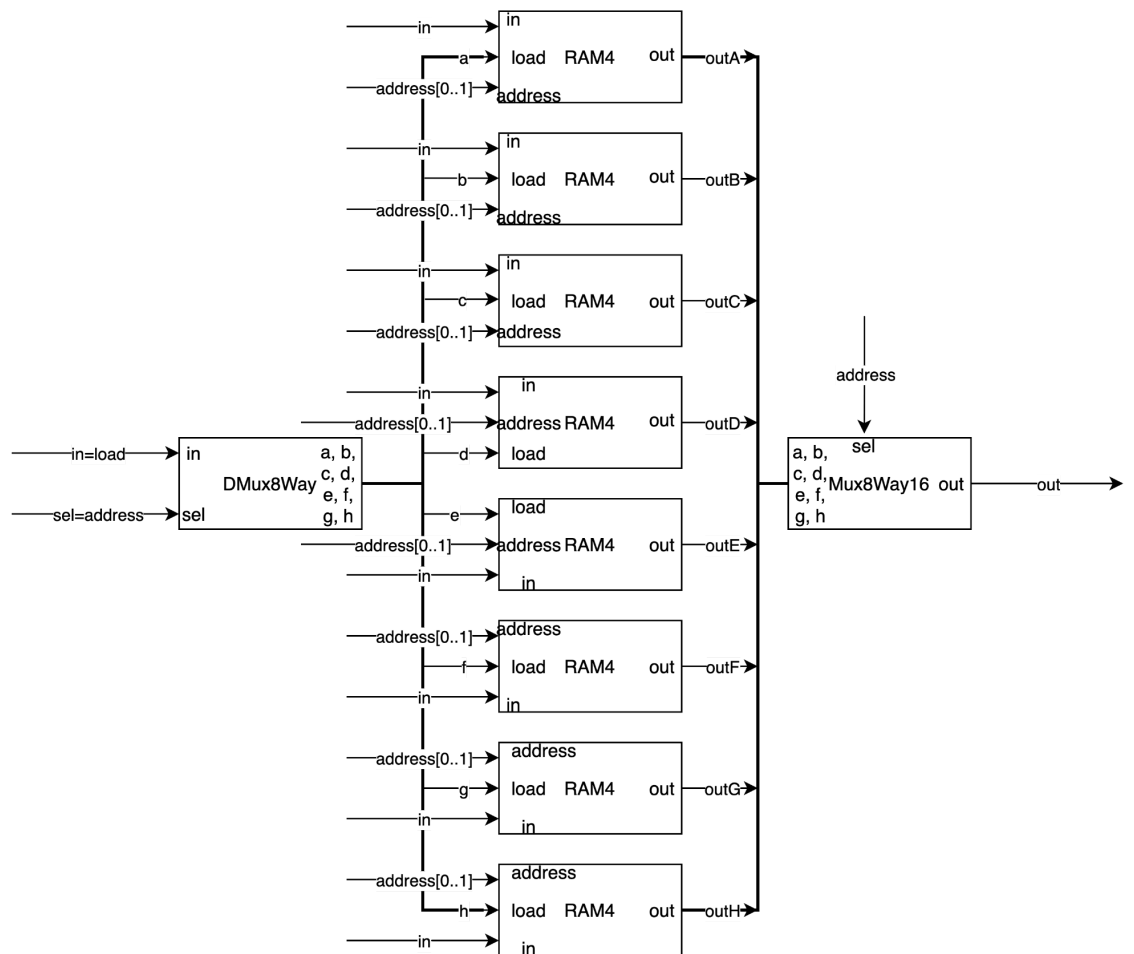 in
in
a
load
RAM4
out
outA
address[0..1]
address
in
in
b
load
RAM4
out
outB
address[0..1]
address
in
in
c
load
RAM4
out
outC
address[0..1]
address
in
in
address[0..1]
address
RAM4
out
outD
d
load
address
sel
in=load
in
a, b,
c, d,
DMux8Way
e, f,
g, h
sel=address
sel
a, b,
c, d,
Mux8Way16
out
e, f,
g, h
out
e
load
address[0..1]
address
RAM4
out
outE
in
in
address[0..1]
address
f
load
RAM4
out
outF
in
in
address[0..1]
address
g
load
RAM4
out
outG
in
in
address[0..1]
address
h
load
RAM4
out
outH
in
in